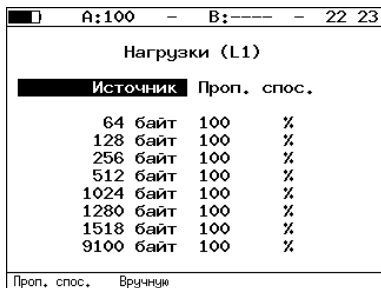 A:100 – B:---- – 22 23
Нагрузки (L1)
Источник Проп. спос.
64 байт 100 %
128 байт 100 %
256 байт 100 %
512 байт 100 %
1024 байт 100 %
1280 байт 100 %
1518 байт 100 %
9100 байт 100 %
Проп. спос. Вручную